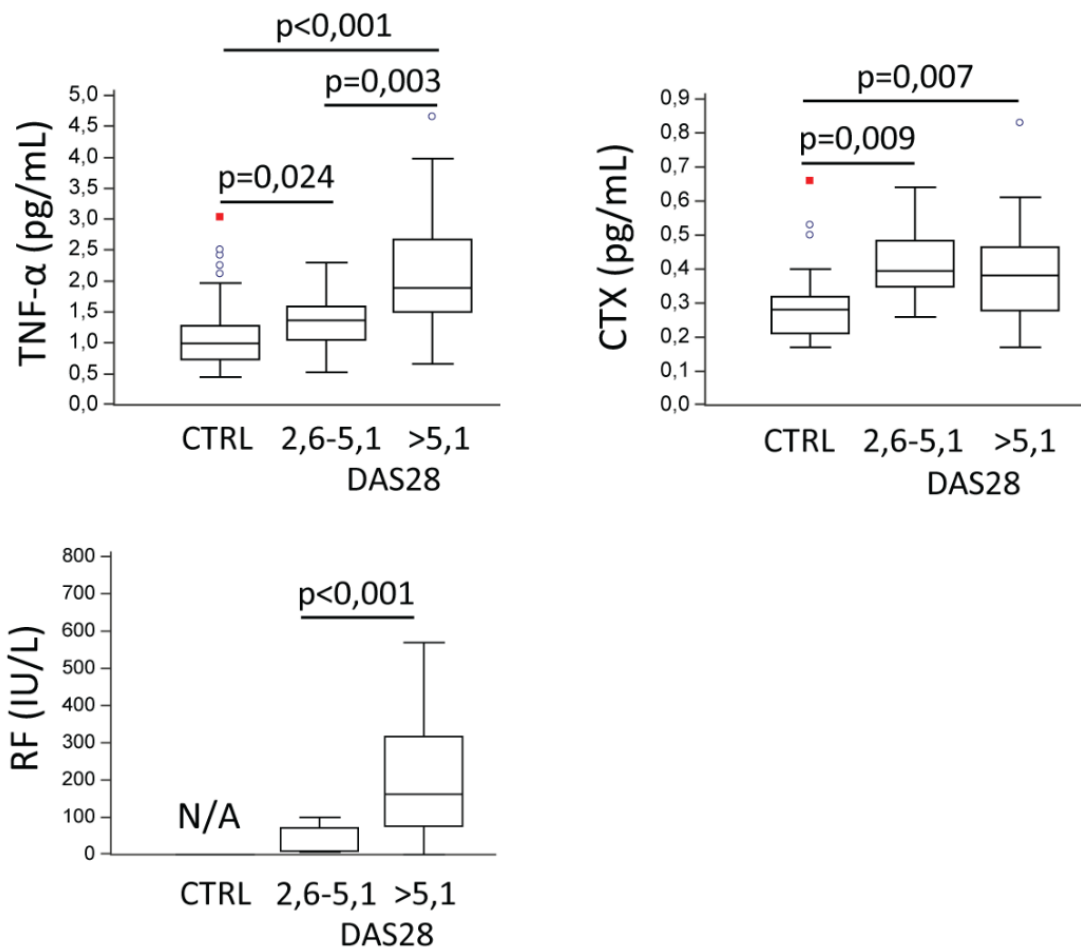 p<0,001
p=0,003
p=0,024
TNF-α (pg/mL)
5,0
4,5
4,0
3,5
3,0
2,5
2,0
1,5
1,0
0,5
0,0
CTRL 2,6-5,1 >5,1
DAS28
p=0,007
p=0,009
CTX (pg/mL)
0,9
0,8
0,7
0,6
0,5
0,4
0,3
0,2
0,1
0,0
CTRL 2,6-5,1 >5,1
DAS28
p<0,001
RF (IU/L)
800
700
600
500
400
300
200
100
0
N/A
CTRL 2,6-5,1 >5,1
DAS28